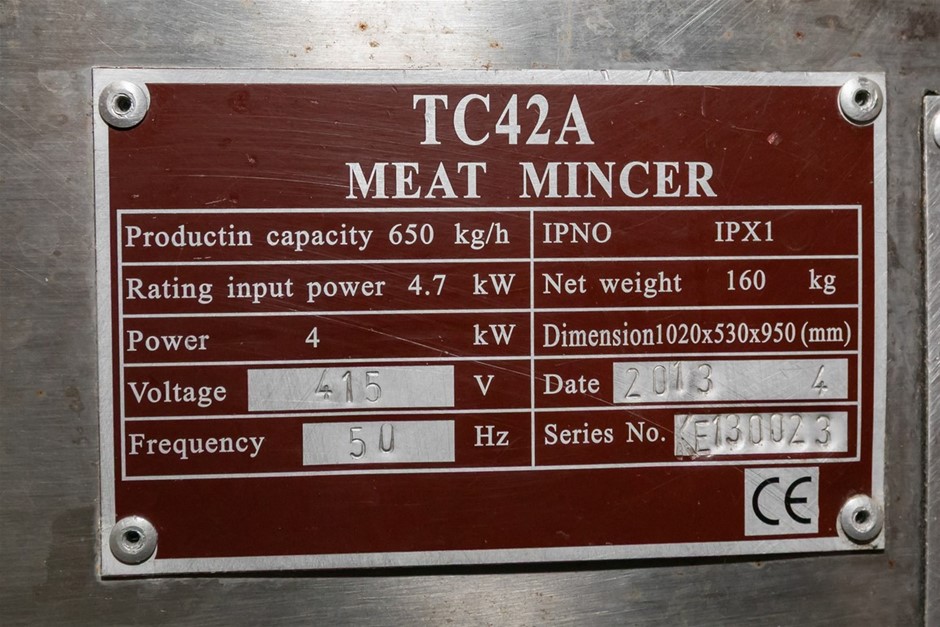 TC42A
MEAT MINCER
Productin capacity 650 kg/h IPNO IPX1
Rating input power 4.7 kW Net weight 160 kg
Power 4 kW Dimension1020x530x950(mm)
Voltage 415 V Date 2013 4
Frequency 50 Hz Series No. KE130023
CE